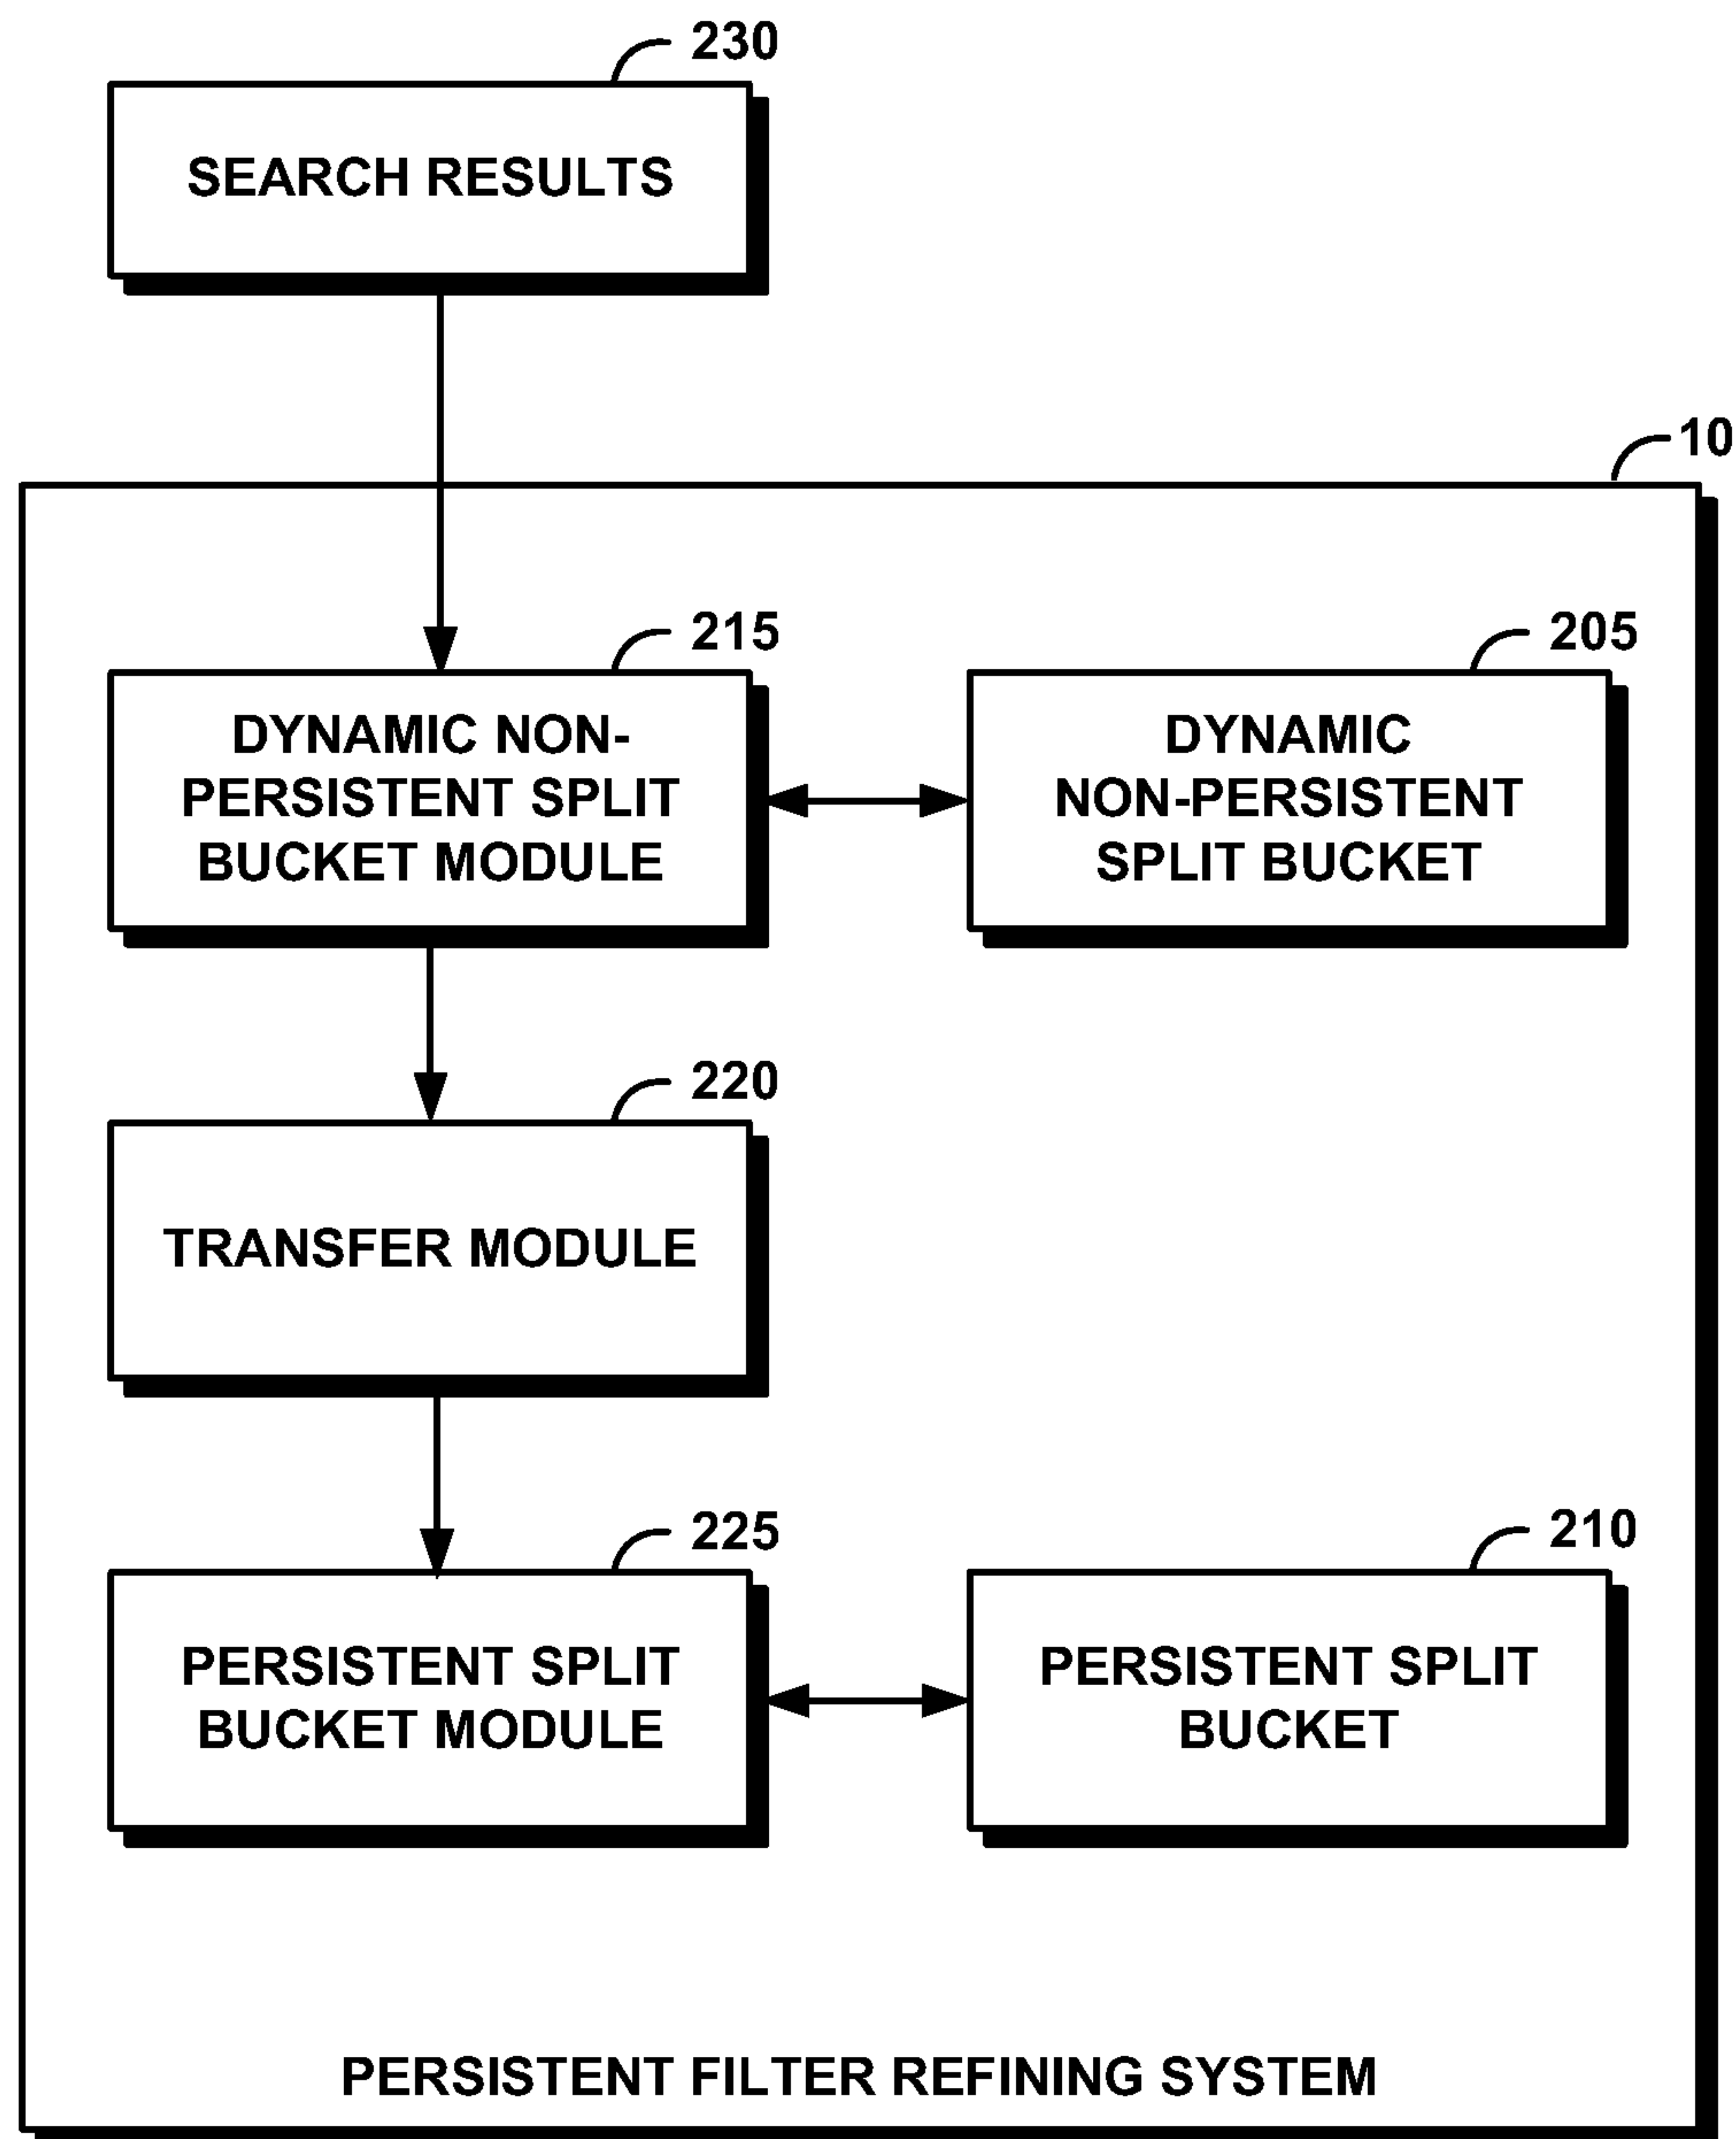 230
SEARCH RESULTS
10
215
DYNAMIC NON-
PERSISTENT SPLIT
BUCKET MODULE
205
DYNAMIC
NON-PERSISTENT
SPLIT BUCKET
220
TRANSFER MODULE
225
PERSISTENT SPLIT
BUCKET MODULE
210
PERSISTENT SPLIT
BUCKET
PERSISTENT FILTER REFINING SYSTEM